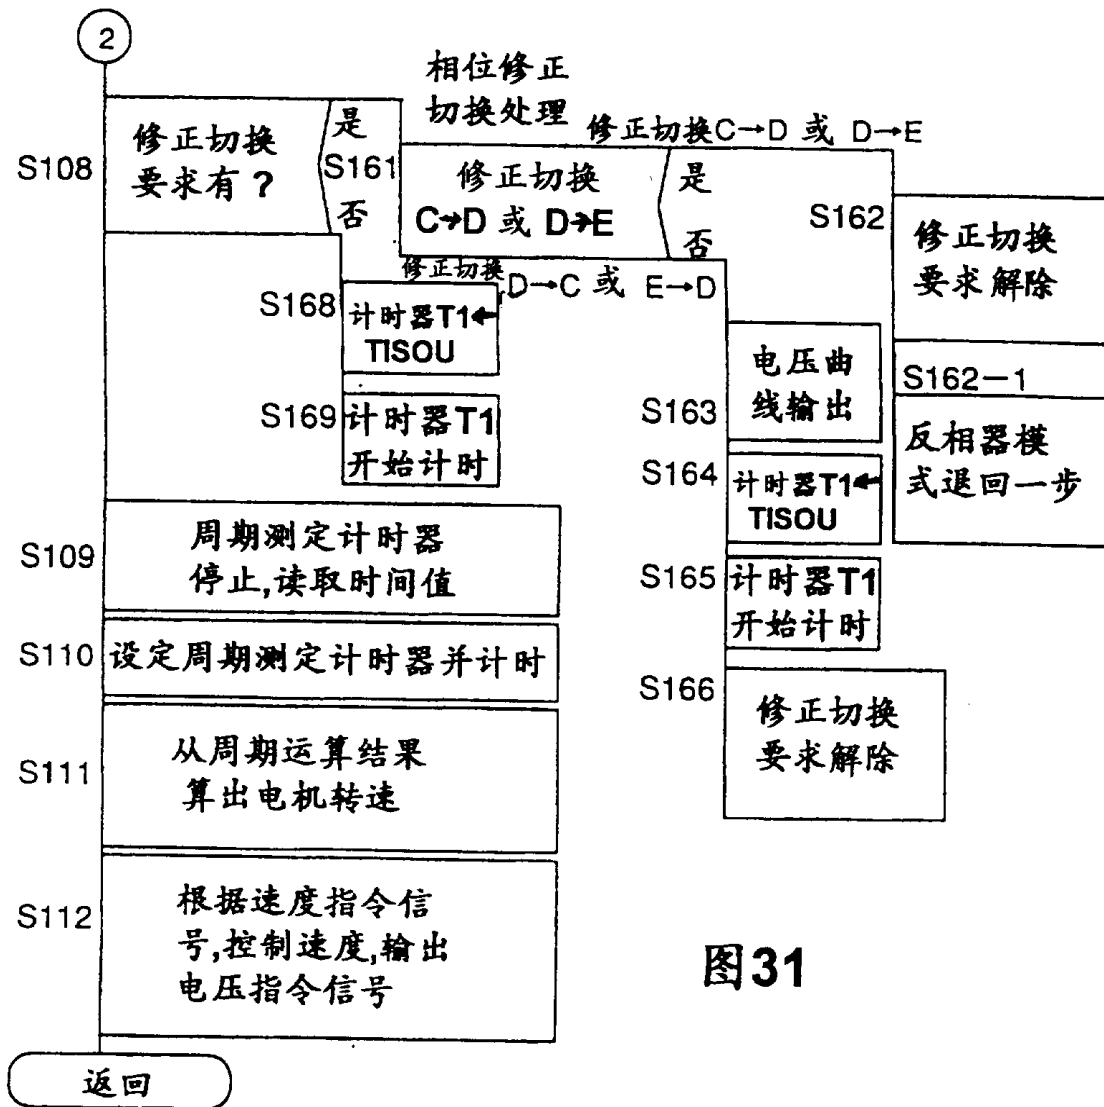 2
相位修正
切换处理
修正切换C→D 或 D→E
S108
修正切换
要求有？
是
S161
否
修正切换
C→D 或 D→E
是
否
S162
修正切换
要求解除
修正切换D→C 或 E→D
S168
计时器T1←
TISOU
S169
计时器T1
开始计时
S163
电压曲
线输出
S162-1
反相器模
式退回一步
S164
计时器T1←
TISOU
S165
计时器T1
开始计时
S166
修正切换
要求解除
S109
周期测定计时器
停止,读取时间值
S110
设定周期测定计时器并计时
S111
从周期运算结果
算出电机转速
S112
根据速度指令信
号,控制速度,输出
电压指令信号
图31
返回